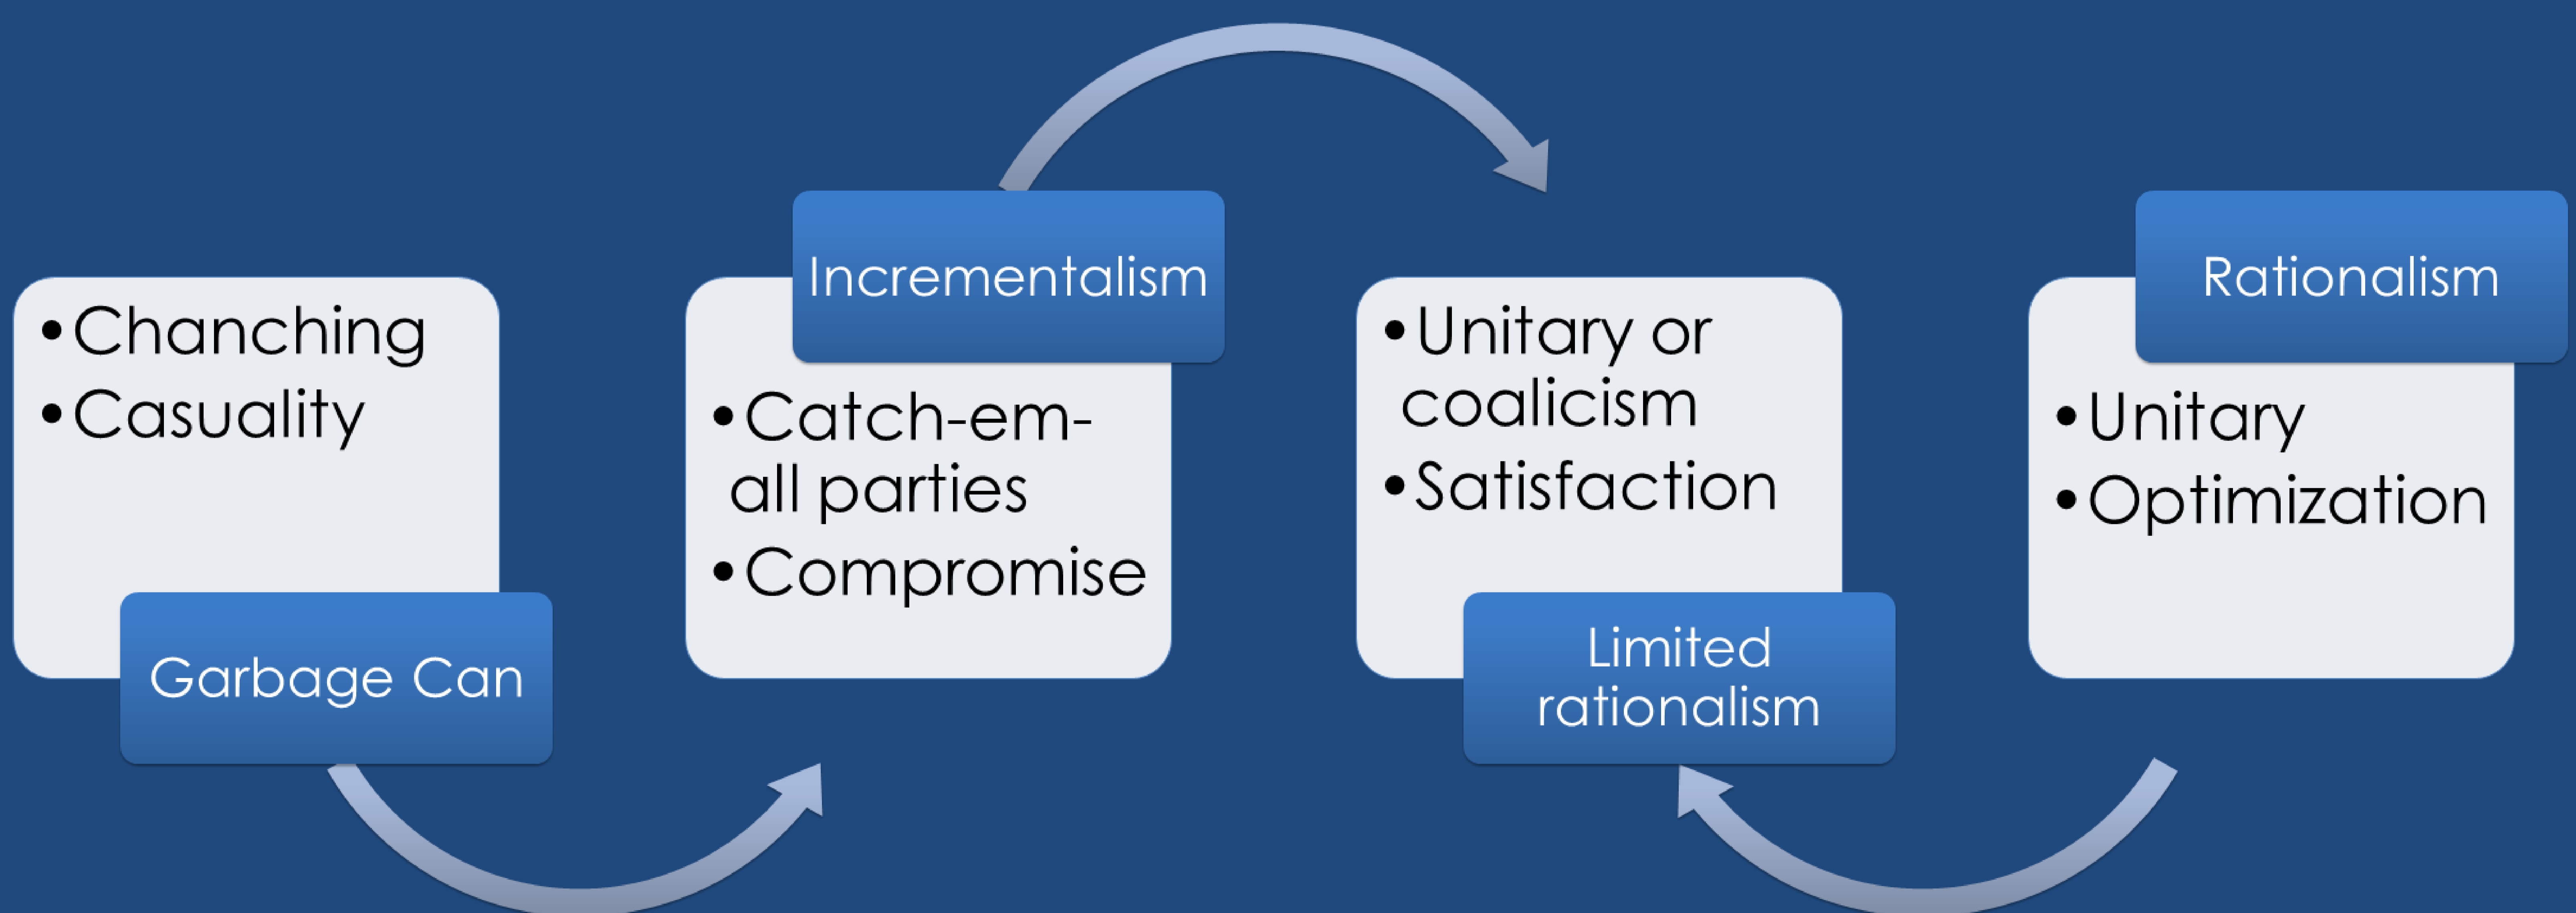 •Chanching
•Casuality
Garbage Can
Incrementalism
•Catch-em-
all parties
•Compromise
•Unitary or
coalicism
•Satisfaction
Limited
rationalism
Rationalism
•Unitary
•Optimization